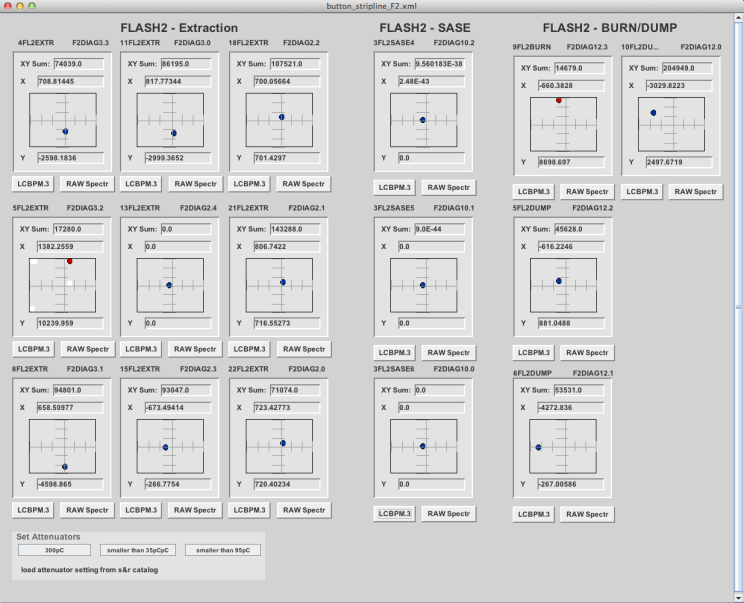 button_stripline_F2.xml
FLASH2 - Extraction
FLASH2 - SASE
FLASH2 - BURN/DUMP
4FL2EXTR F2DIAG3.3
XY Sum: 74039.0
X 708.81445
Y -2598.1836
LCBPM.3 RAW Spectr
11FL2EXTR F2DIAG3.0
XY Sum: 86195.0
X 817.77344
Y -2999.3652
LCBPM.3 RAW Spectr
18FL2EXTR F2DIAG2.2
XY Sum: 107521.0
X 700.05664
Y 701.4297
LCBPM.3 RAW Spectr
3FL2SASE4 F2DIAG10.2
XY Sum: 9.560183E-38
X 2.48E-43
Y 0.0
LCBPM.3 RAW Spectr
9FL2BURN F2DIAG12.3
XY Sum: 14679.0
X -660.3828
Y 8698.697
LCBPM.3 RAW Spectr
10FL2DU... F2DIAG12.0
XY Sum: 204949.0
X -3029.8223
Y 2497.6719
LCBPM.3 RAW Spectr
5FL2EXTR F2DIAG3.2
XY Sum: 17280.0
X 1382.2559
Y 10239.959
LCBPM.3 RAW Spectr
13FL2EXTR F2DIAG2.4
XY Sum: 0.0
X 0.0
Y 0.0
LCBPM.3 RAW Spectr
21FL2EXTR F2DIAG2.1
XY Sum: 143288.0
X 806.7422
Y 716.55273
LCBPM.3 RAW Spectr
3FL2SASE5 F2DIAG10.1
XY Sum: 9.0E-44
X 0.0
Y 0.0
LCBPM.3 RAW Spectr
5FL2DUMP F2DIAG12.2
XY Sum: 45628.0
X -616.2246
Y 881.0488
LCBPM.3 RAW Spectr
8FL2EXTR F2DIAG3.1
XY Sum: 94801.0
X 658.50977
Y -4598.865
LCBPM.3 RAW Spectr
15FL2EXTR F2DIAG2.3
XY Sum: 93047.0
X -673.49414
Y -266.7754
LCBPM.3 RAW Spectr
22FL2EXTR F2DIAG2.0
XY Sum: 71074.0
X 723.42773
Y 720.40234
LCBPM.3 RAW Spectr
3FL2SASE6 F2DIAG10.0
XY Sum: 0.0
X 0.0
Y 0.0
LCBPM.3 RAW Spectr
6FL2DUMP F2DIAG12.1
XY Sum: 53531.0
X -4272.836
Y -267.00586
LCBPM.3 RAW Spectr
Set Attenuators
300pC smaller than 35pCpC smaller than 95pC
load attenuator setting from s&r catalog